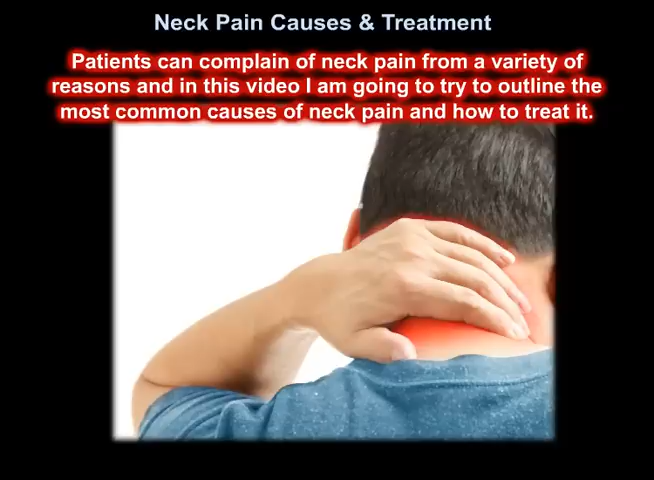 Neck Pain Causes & Treatment
Patients can complain of neck pain from a variety of
reasons and in this video I am going to try to outline the
most common causes of neck pain and how to treat it.